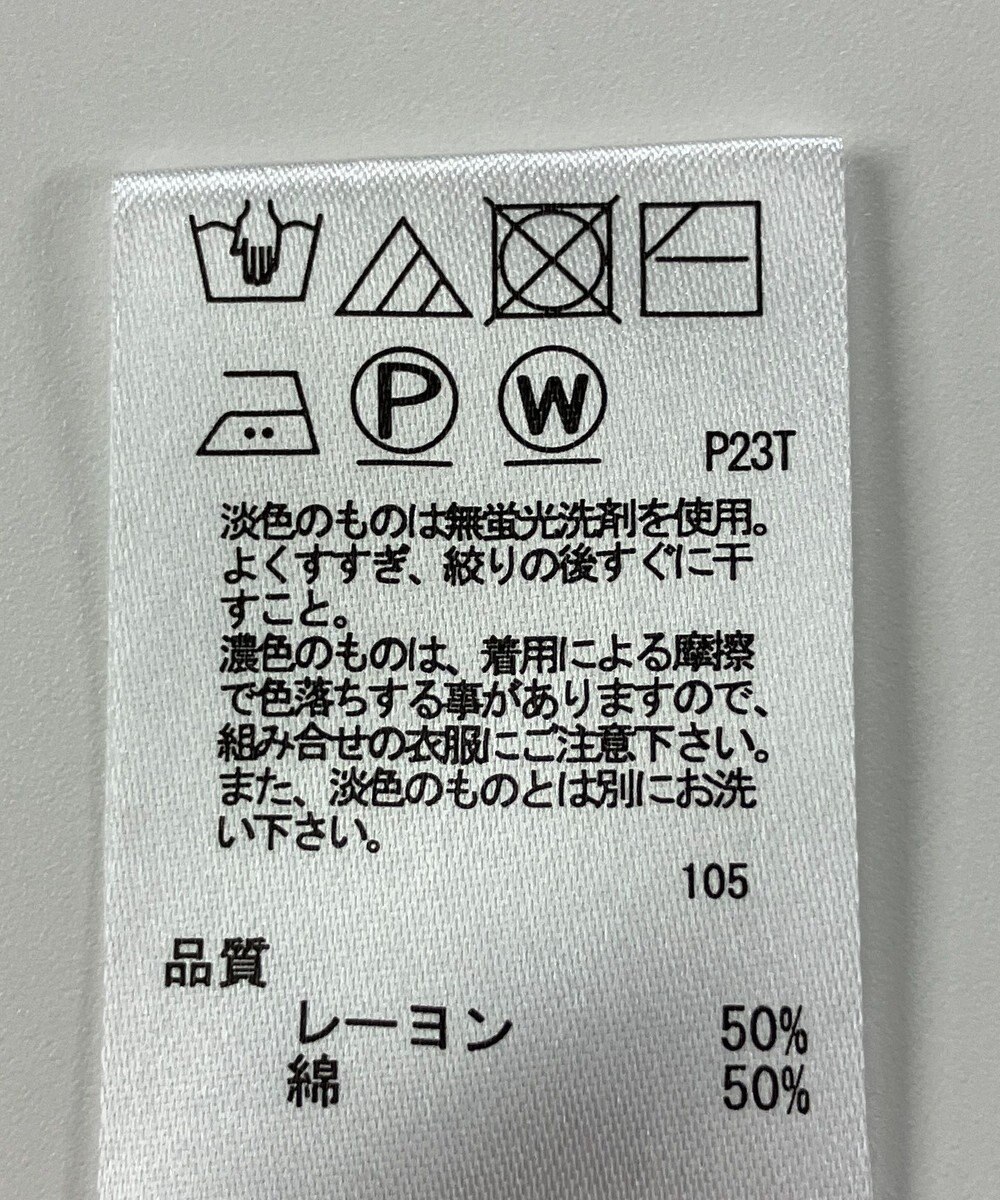 P W
P23T
淡色のものは無蛍光洗剤を使用。
よくすすぎ、絞りの後すぐに干
すこと。
濃色のものは、着用による摩擦
で色落ちする事がありますので、
組み合せの衣服にご注意下さい。
また、淡色のものとは別にお洗
い下さい。
105
品質
レーヨン 50%
綿 50%